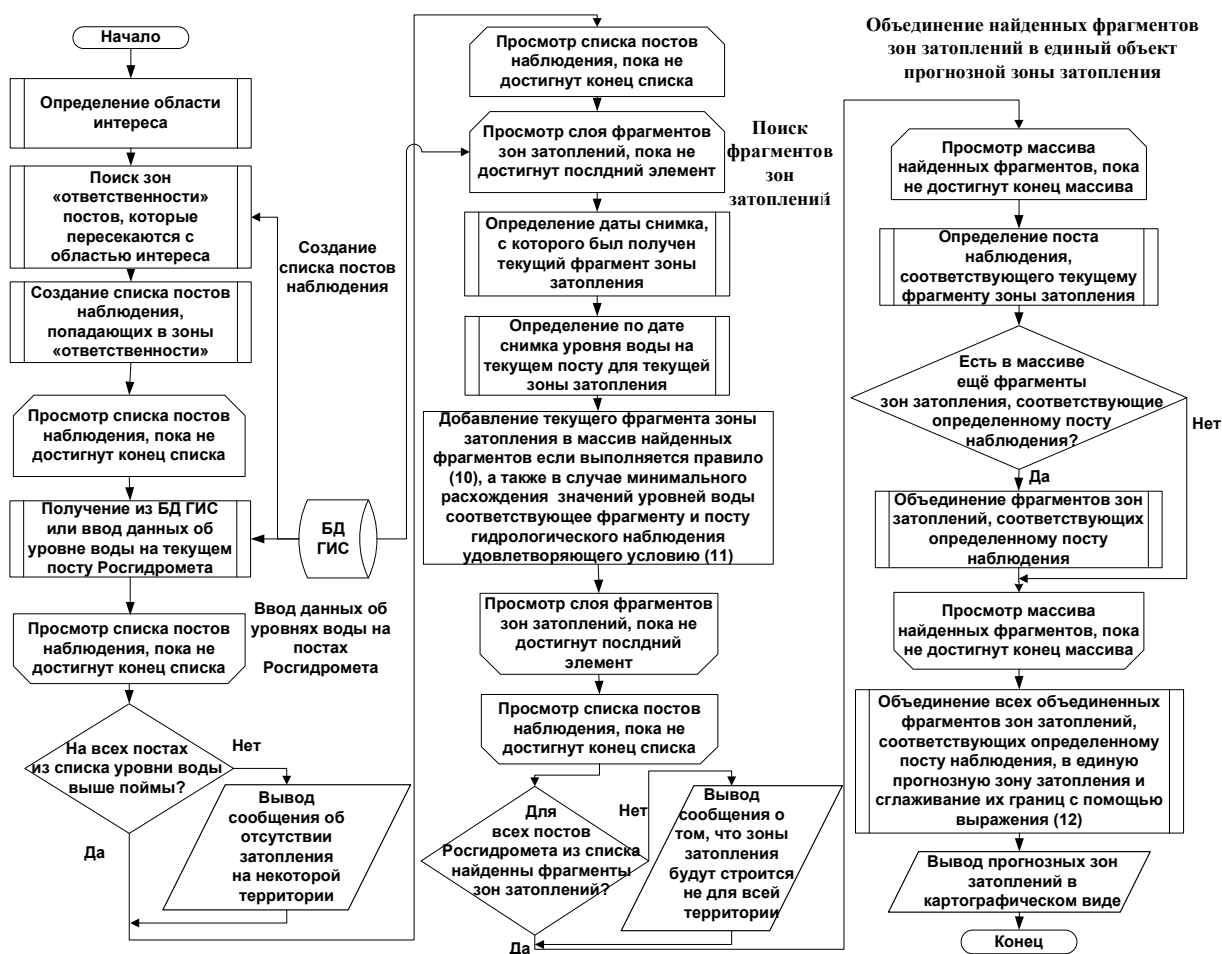 Начало
Определение области
интереса
Поиск зон
«ответственности»
постов, которые
пересекаются с
областью интереса
Создание списка постов
наблюдения,
попадающих в зоны
«ответственности»
Просмотр списка постов
наблюдения, пока не
достигнут конец списка
Получение из БД ГИС
или ввод данных об
уровне воды на текущем
посту Росгидромета
Просмотр списка постов
наблюдения, пока не
достигнут конец списка
На всех постах
из списка уровни воды
выше поймы?
Нет
Да
Вывод
сообщения об
отсутствии
затопления
на некоторой
территории
Создание
списка постов
наблюдения
БД
ГИС
Ввод данных об
уровнях воды на
постах
Росгидромета
Просмотр списка постов
наблюдения, пока не
достигнут конец списка
Просмотр слоя фрагментов
зон затоплений, пока не
достигнут послдний элемент
Поиск
фрагментов
зон
затоплений
Определение даты снимка,
с которого был получен
текущий фрагмент зоны
затопления
Определение по дате
снимка уровня воды на
текущем посту для текущей
зоны затопления
Добавление текущего фрагмента зоны
затопления в массив найденных
фрагментов если выполняется правило
(10), а также в случае минимального
расхождения значений уровней воды
соответствующее фрагменту и посту
гидрологического наблюдения
удовлетворяющего условию (11)
Просмотр слоя фрагментов
зон затоплений, пока не
достигнут послдний
элемент
Просмотр списка постов
наблюдения, пока не
достигнут конец списка
Для
всех постов
Росгидромета из списка
найденны фрагменты
зон затоплений?
Нет
Да
Вывод
сообщения о
том, что зоны
затопления
будут строится
не для всей
территории
Объединение найденных фрагментов
зон затоплений в единый объект
прогнозной зоны затопления
Просмотр массива
найденных фрагментов, пока
не достигнут конец массива
Определение поста
наблюдения,
соответствующего текущему
фрагменту зоны затопления
Есть в массиве
ещё фрагменты
зон затопления, соответствующие
определенному посту
наблюдения?
Нет
Да
Объединение фрагментов зон
затоплений, соответствующих
определенному посту
наблюдения
Просмотр массива
найденных фрагментов, пока
не достигнут конец массива
Объединение всех объединенных
фрагментов зон затоплений,
соответствующих определенному
посту наблюдения, в единую
прогнозную зону затопления и
сглаживание их границ с помощью
выражения (12)
Вывод прогнозных зон
затоплений в
картографическом виде
Конец